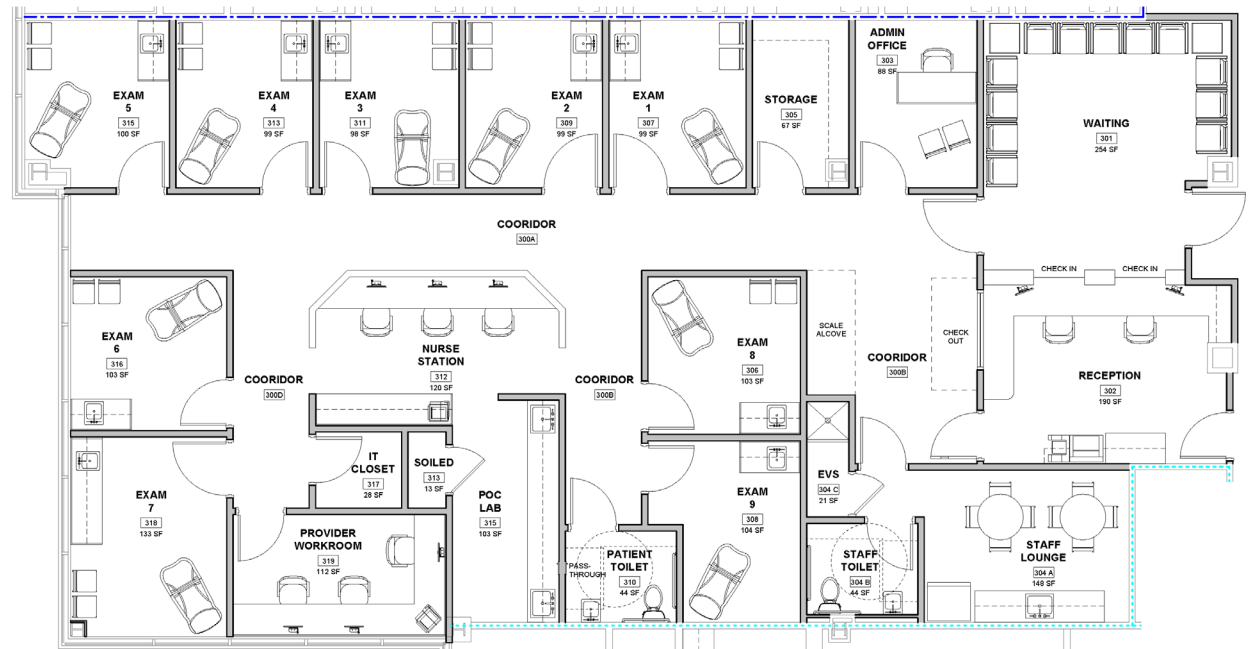 EXAM
5
315
100 SF
EXAM
4
313
99 SF
EXAM
3
311
98 SF
EXAM
2
309
99 SF
EXAM
1
307
99 SF
STORAGE
305
67 SF
ADMIN
OFFICE
303
88 SF
WAITING
301
254 SF
COORIDOR
300A
CHECK IN
CHECK IN
EXAM
6
316
103 SF
COORIDOR
300D
NURSE
STATION
312
120 SF
COORIDOR
300B
EXAM
8
306
103 SF
SCALE
ALCOVE
COORIDOR
300B
CHECK
OUT
RECEPTION
302
190 SF
EXAM
7
318
133 SF
IT
CLOSET
317
28 SF
SOILED
313
13 SF
POC
LAB
315
103 SF
EXAM
9
308
104 SF
EVS
304 C
21 SF
PROVIDER
WORKROOM
319
112 SF
PASS-
THROUGH
PATIENT
TOILET
310
44 SF
STAFF
TOILET
304 B
44 SF
STAFF
LOUNGE
304 A
148 SF